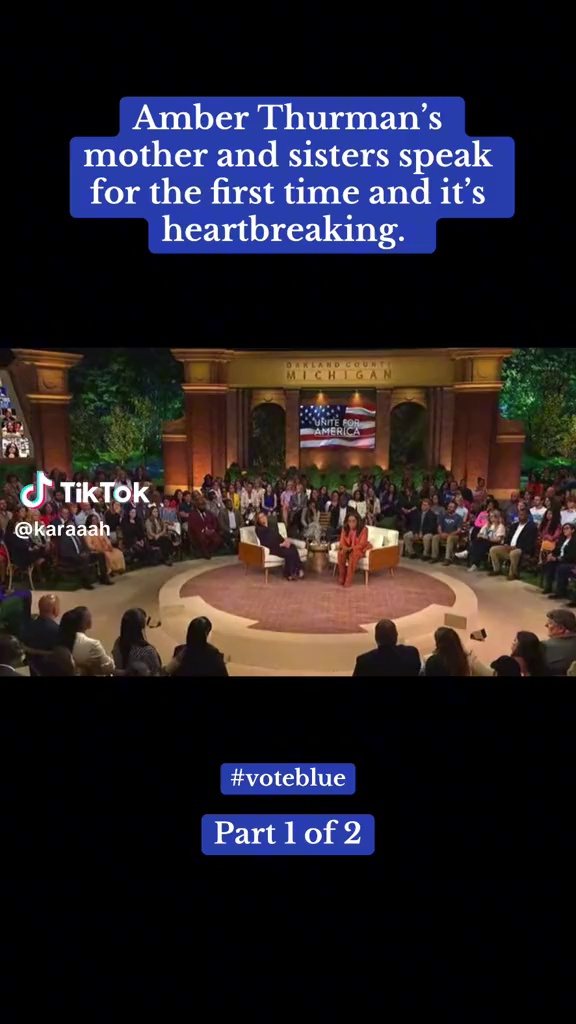 Amber Thurman's
mother and sisters speak
for the first time and it's
heartbreaking.
OAKLAND COUNTY
MICHIGAN
UNITE FOR
AMERICA
TikTok
@karaaah
#voteblue
Part 1 of 2